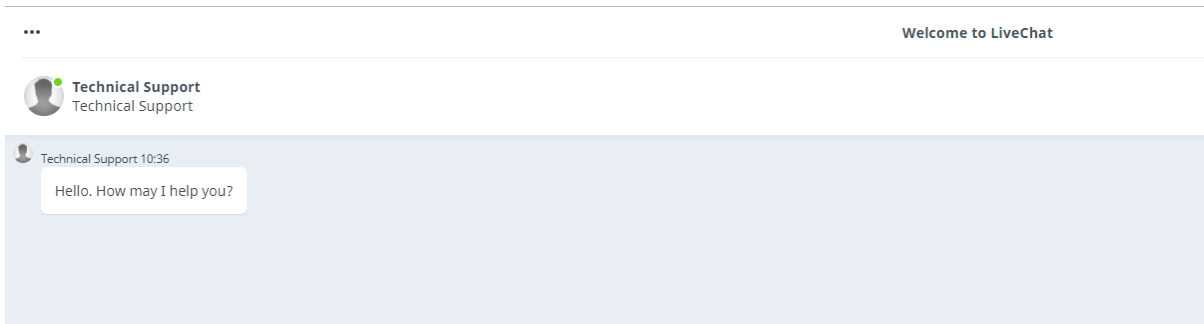 Welcome to LiveChat
Technical Support
Technical Support
Technical Support 10:36
Hello. How may I help you?